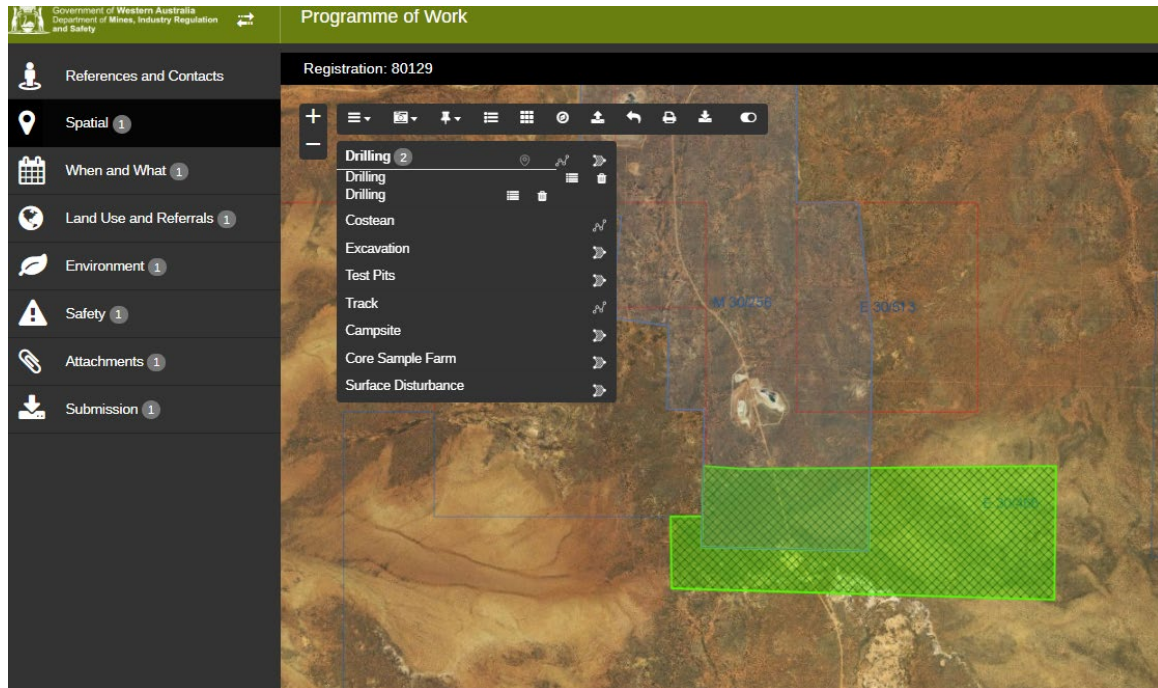 Government of Western Australia
Department of Mines, Industry Regulation
and Safety
Programme of Work
Registration: 80129
References and Contacts
Spatial 1
When and What 1
Land Use and Referrals 1
Environment 1
Safety 1
Attachments 1
Submission 1
+
−
Drilling 2
Drilling
Drilling
Costean
Excavation
Test Pits
Track
Campsite
Core Sample Farm
Surface Disturbance
M 30/256
E 30/513